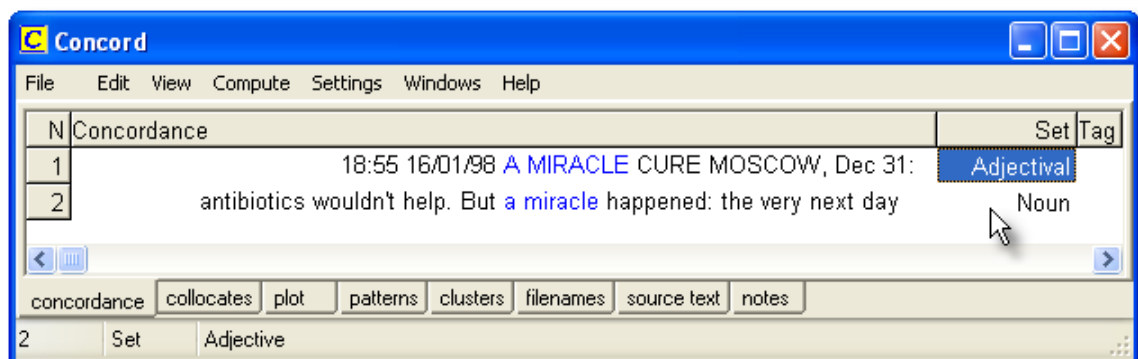 C Concord
File Edit View Compute Settings Windows Help
N Concordance Set Tag
1 18:55 16/01/98 A MIRACLE CURE MOSCOW, Dec 31: Adjectival
2 antibiotics wouldn't help. But a miracle happened: the very next day Noun
concordance collocates plot patterns clusters filenames source text notes
2 Set Adjective